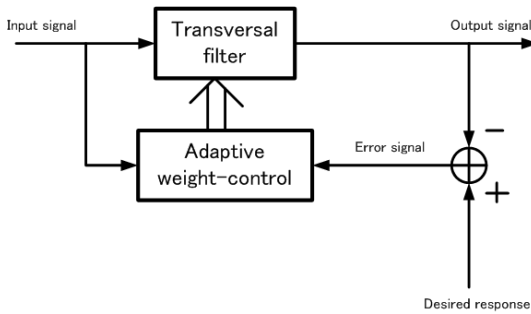 Input signal
Transversal
filter
Output signal
Adaptive
weight-control
Error signal
−
+
Desired response